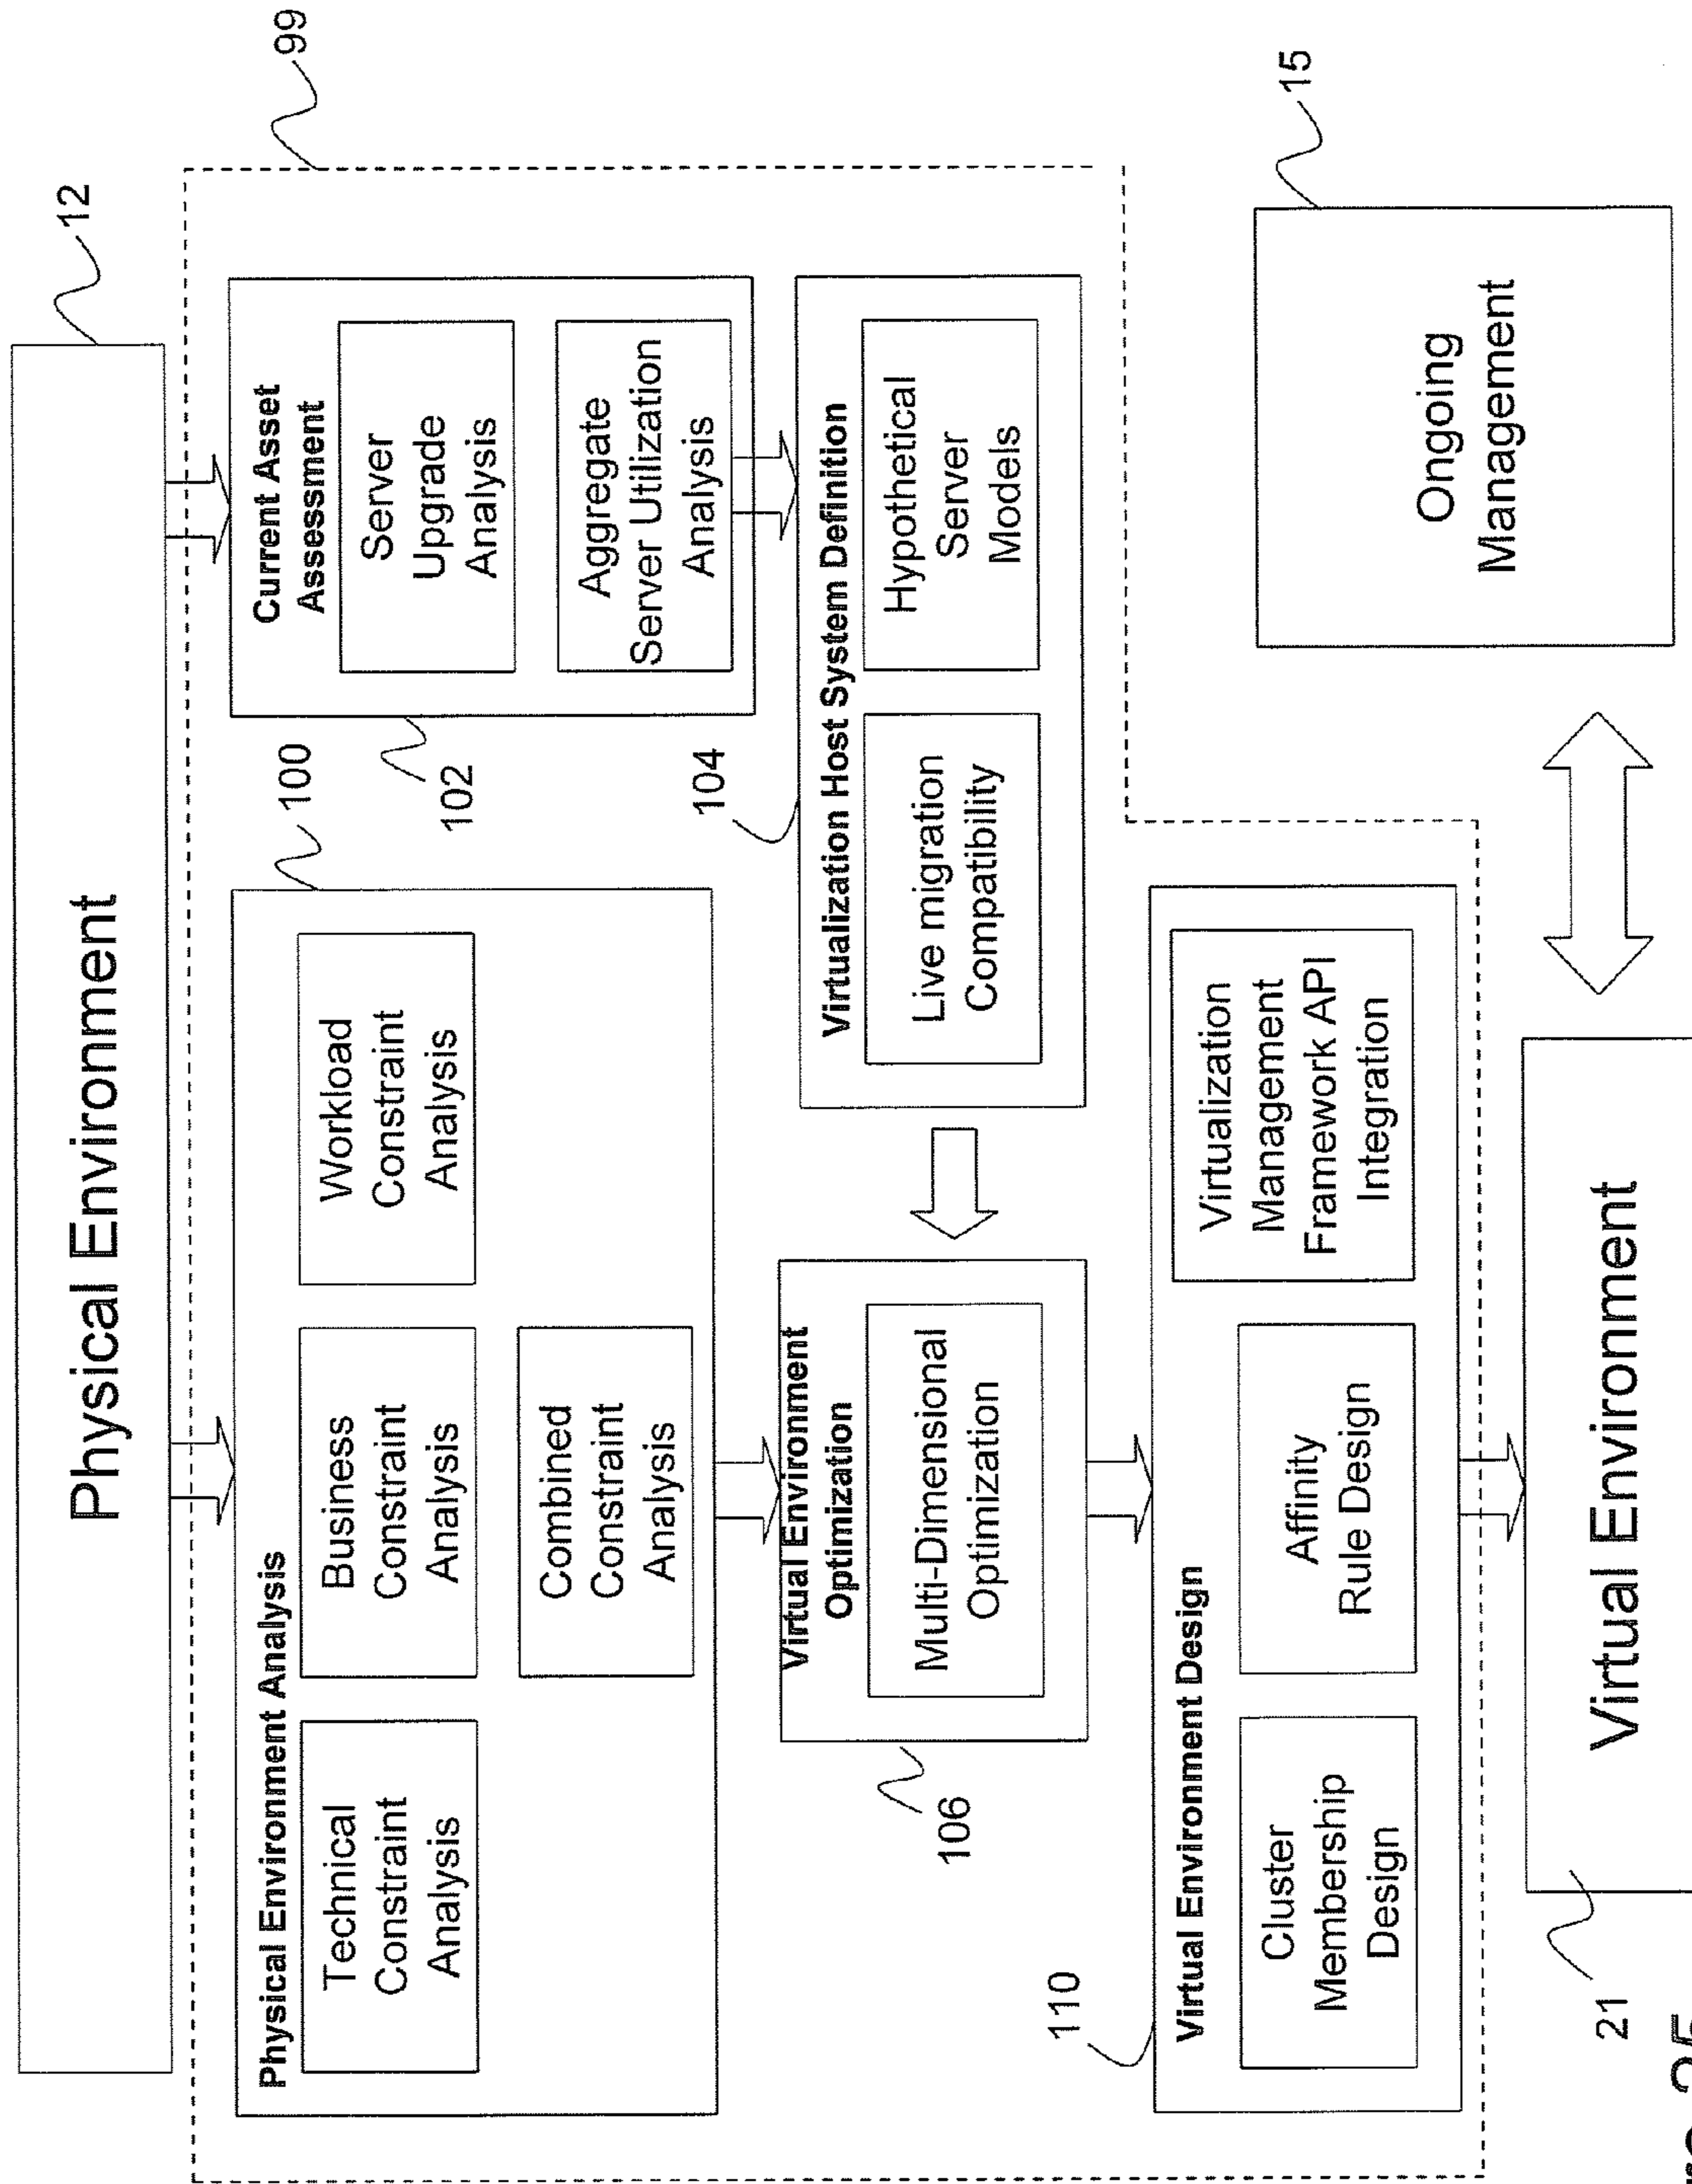 Physical Environment
12
99
Physical Environment Analysis
100
Technical
Constraint
Analysis
Business
Constraint
Analysis
Workload
Constraint
Analysis
Combined
Constraint
Analysis
Current Asset
Assessment
Server
Upgrade
Analysis
Aggregate
Server Utilization
Analysis
102
104
Virtualization Host System Definition
Live migration
Compatibility
Hypothetical
Server
Models
Virtual Environment
Optimization
Multi-Dimensional
Optimization
106
110
Virtual Environment Design
Cluster
Membership
Design
Affinity
Rule Design
Virtualization
Management
Framework API
Integration
15
Ongoing
Management
21
Virtual Environment